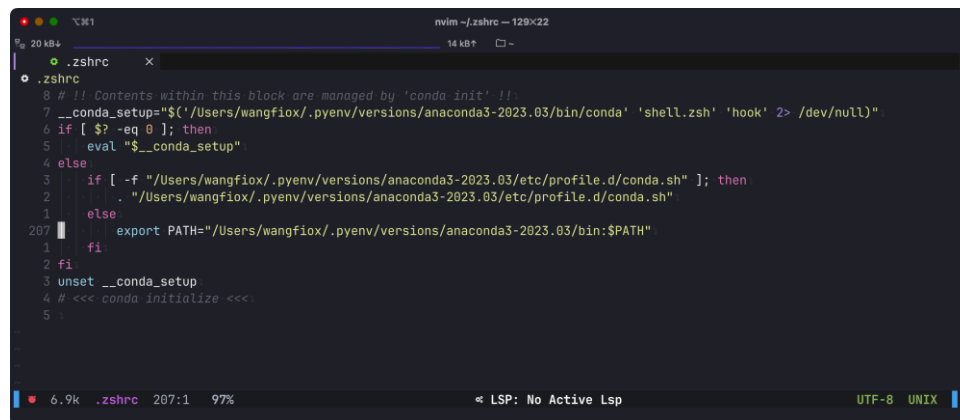 ⌥⌘1 nvim ~/.zshrc — 129×22
20 kB↓ 14 kB↑ ~
.zshrc ×
.zshrc
8 # !! Contents within this block are managed by 'conda init' !!
7 __conda_setup="$('/Users/wangfiox/.pyenv/versions/anaconda3-2023.03/bin/conda' 'shell.zsh' 'hook' 2> /dev/null)"
6 if [ $? -eq 0 ]; then
5 eval "$__conda_setup"
4 else
3 if [ -f "/Users/wangfiox/.pyenv/versions/anaconda3-2023.03/etc/profile.d/conda.sh" ]; then
2 . "/Users/wangfiox/.pyenv/versions/anaconda3-2023.03/etc/profile.d/conda.sh"
1 else
207 export PATH="/Users/wangfiox/.pyenv/versions/anaconda3-2023.03/bin:$PATH"
1 fi
2 fi
3 unset __conda_setup
4 # <<< conda initialize <<<
5
6.9k .zshrc 207:1 97% LSP: No Active Lsp UTF-8 UNIX